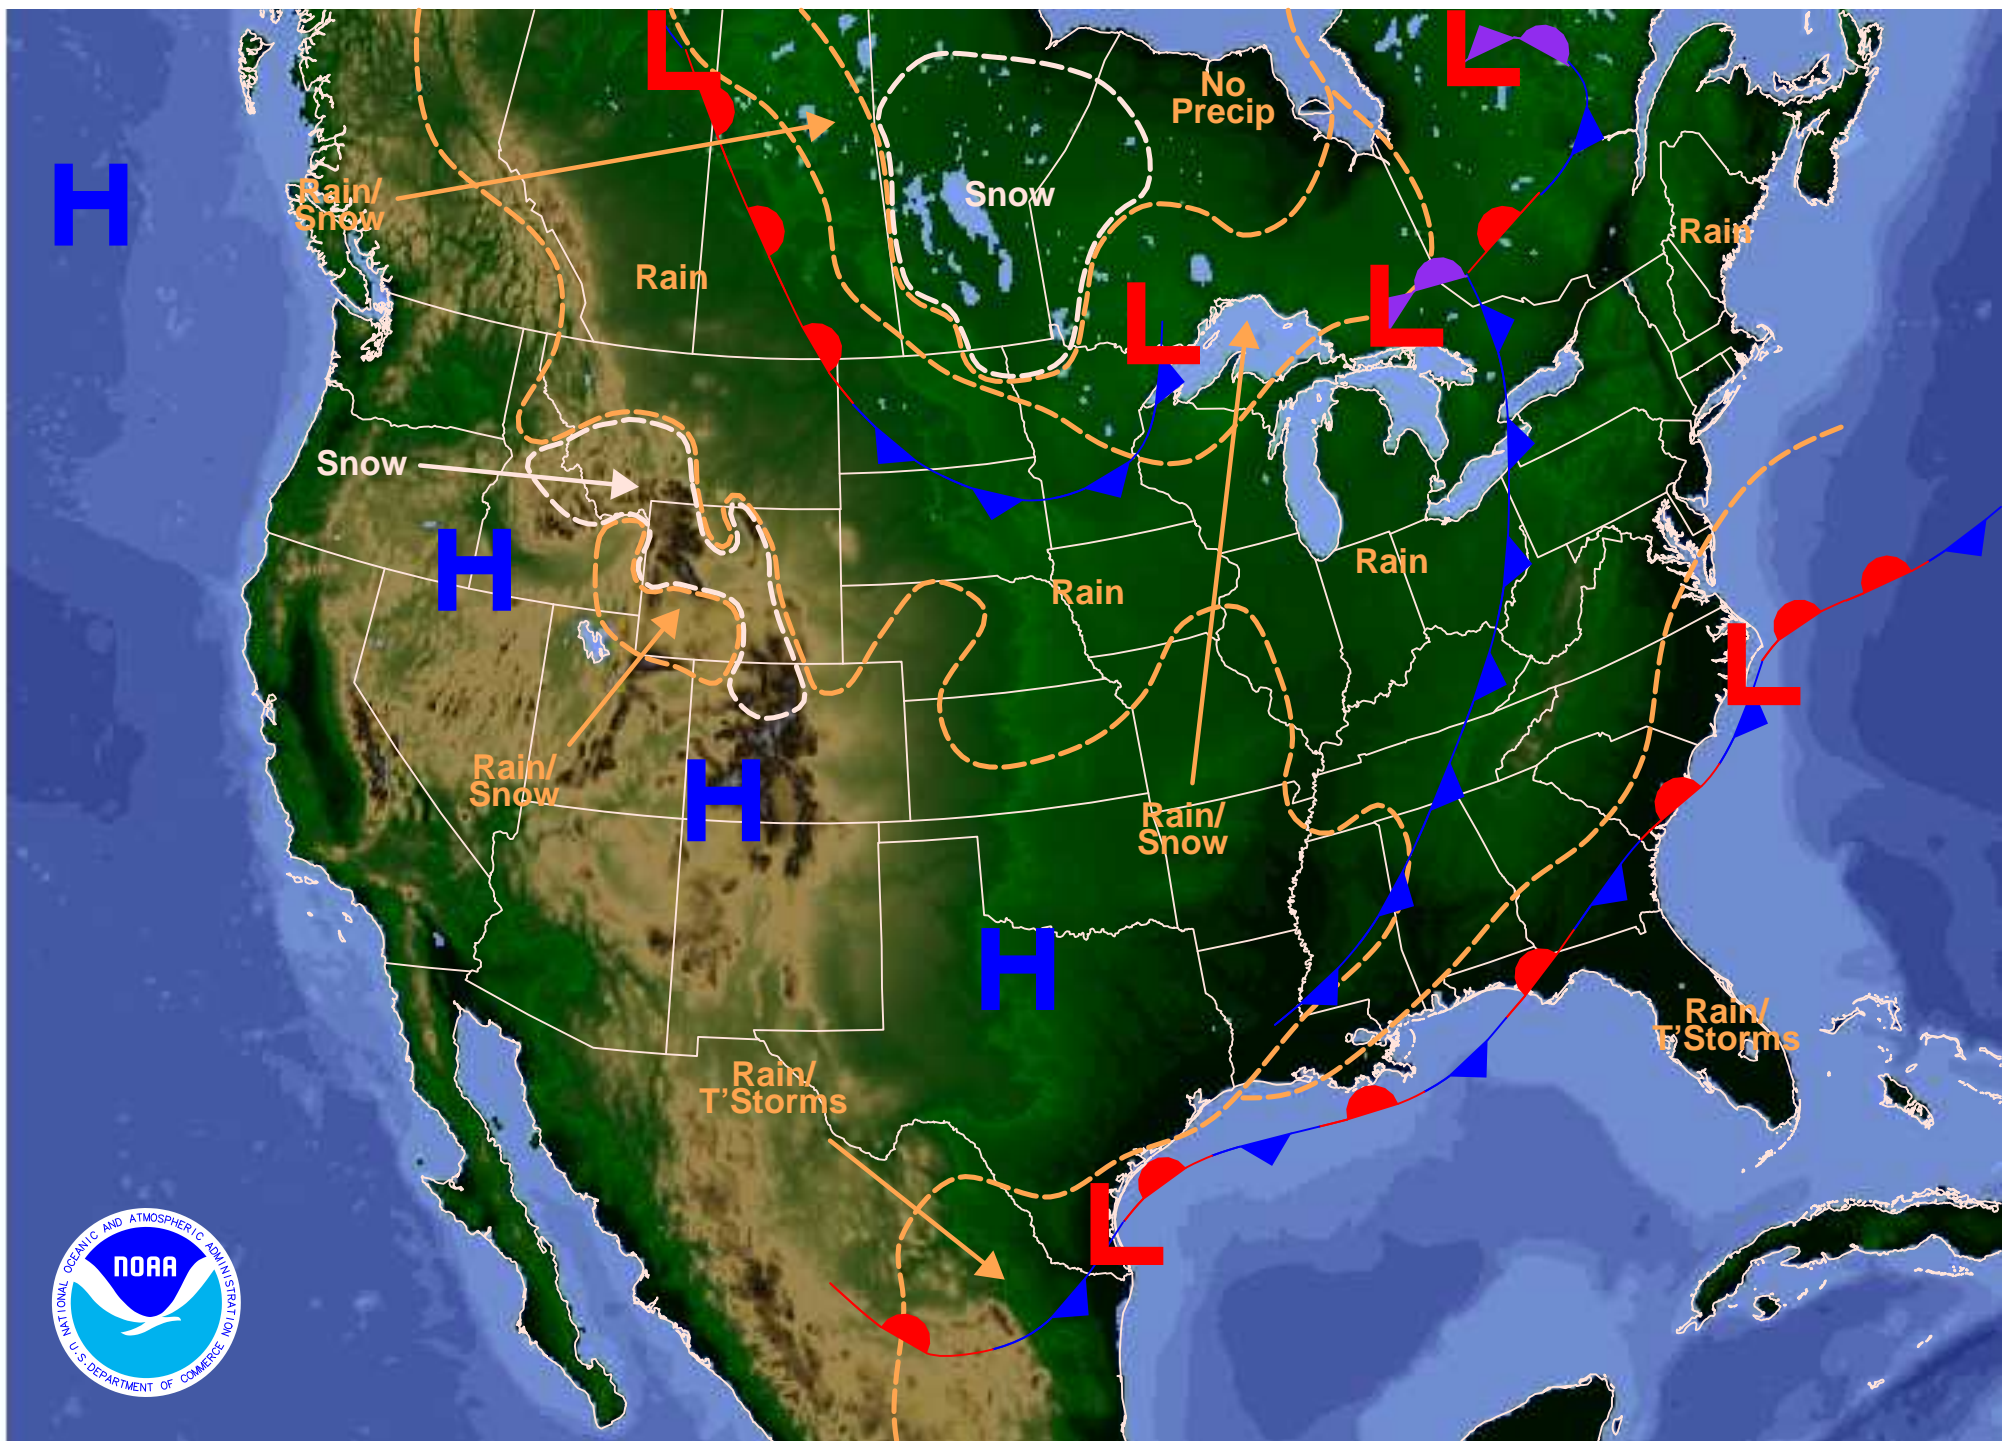 L
L
No
Precip
H
Rain/
Snow
Snow
Rain
Rain
L
L
Snow
H
Rain
Rain
L
Rain/
Snow
H
Rain/
Snow
H
Rain/
T'Storms
Rain/
T'Storms
L
NATIONAL OCEANIC AND ATMOSPHERIC ADMINISTRATION
NOAA
U.S. DEPARTMENT OF COMMERCE